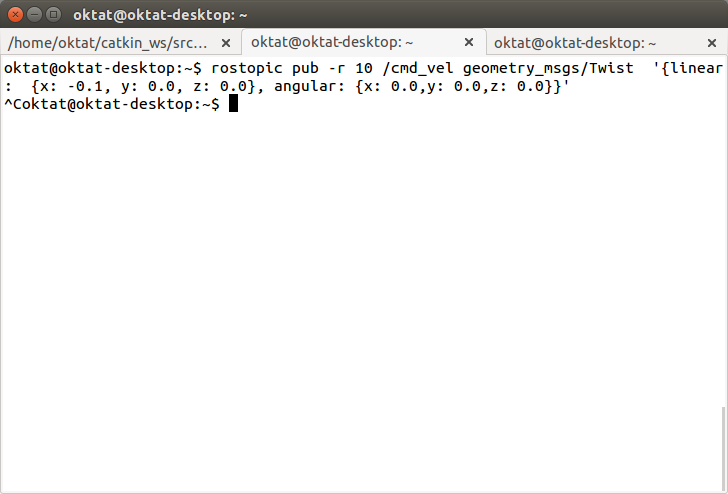 oktat@oktat-desktop: ~
/home/oktat/catkin_ws/src... × oktat@oktat-desktop: ~ × oktat@oktat-desktop: ~ ×
oktat@oktat-desktop:~$ rostopic pub -r 10 /cmd_vel geometry_msgs/Twist  '{linear
:  {x: -0.1, y: 0.0, z: 0.0}, angular: {x: 0.0,y: 0.0,z: 0.0}}'
^Coktat@oktat-desktop:~$